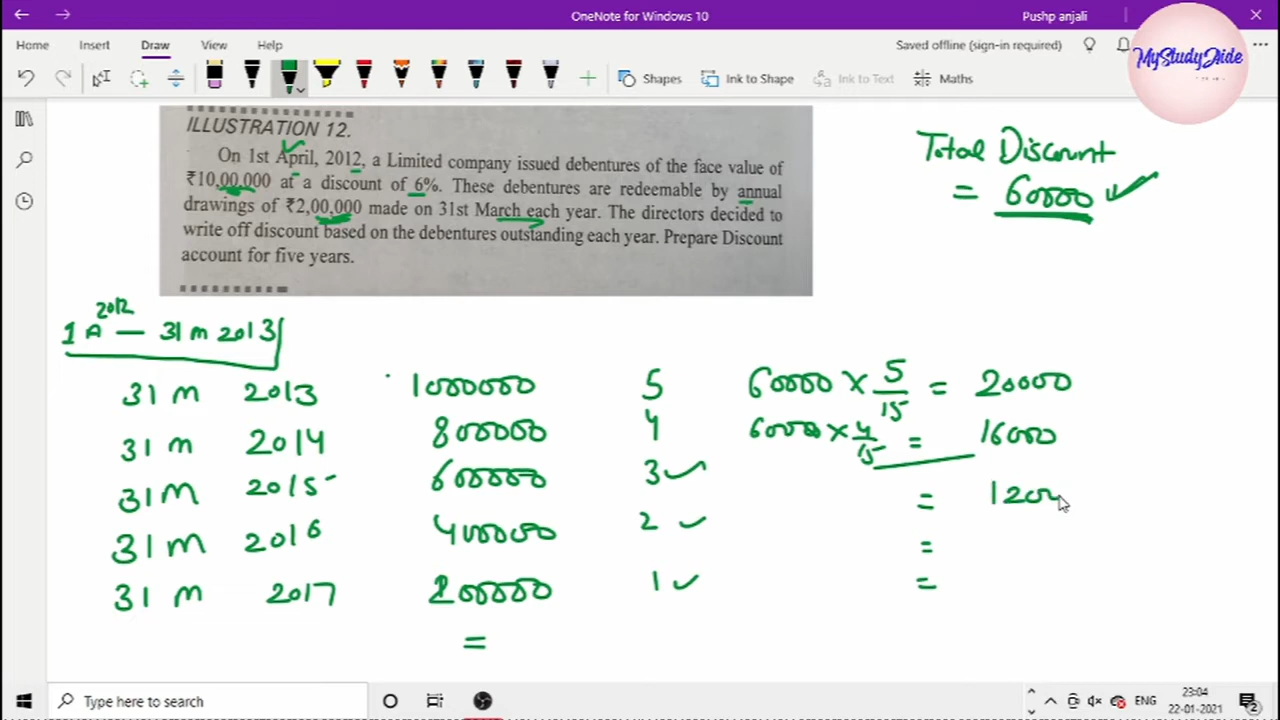 OneNote for Windows 10
Pushp anjali
Home Insert Draw View Help
Saved offline (sign-in required)
MyStudyAide
Shapes Ink to Shape Ink to Text Maths
ILLUSTRATION 12.
On 1st April, 2012, a Limited company issued debentures of the face value of
₹10,00,000 at a discount of 6%. These debentures are redeemable by annual
drawings of ₹2,00,000 made on 31st March each year. The directors decided to
write off discount based on the debentures outstanding each year. Prepare Discount
account for five years.
Total Discount
= 60000
2012
1 A — 31 m 2013
31 m 2013 1000000 5 60000 × 5/15 = 20000
31 m 2014 800000 4 60000 × 4/15 = 16000
31 M 2015 600000 3 = 1200
31 m 2016 400000 2 =
31 m 2017 200000 1 =
=
Type here to search
ENG
23:04
22-01-2021
2